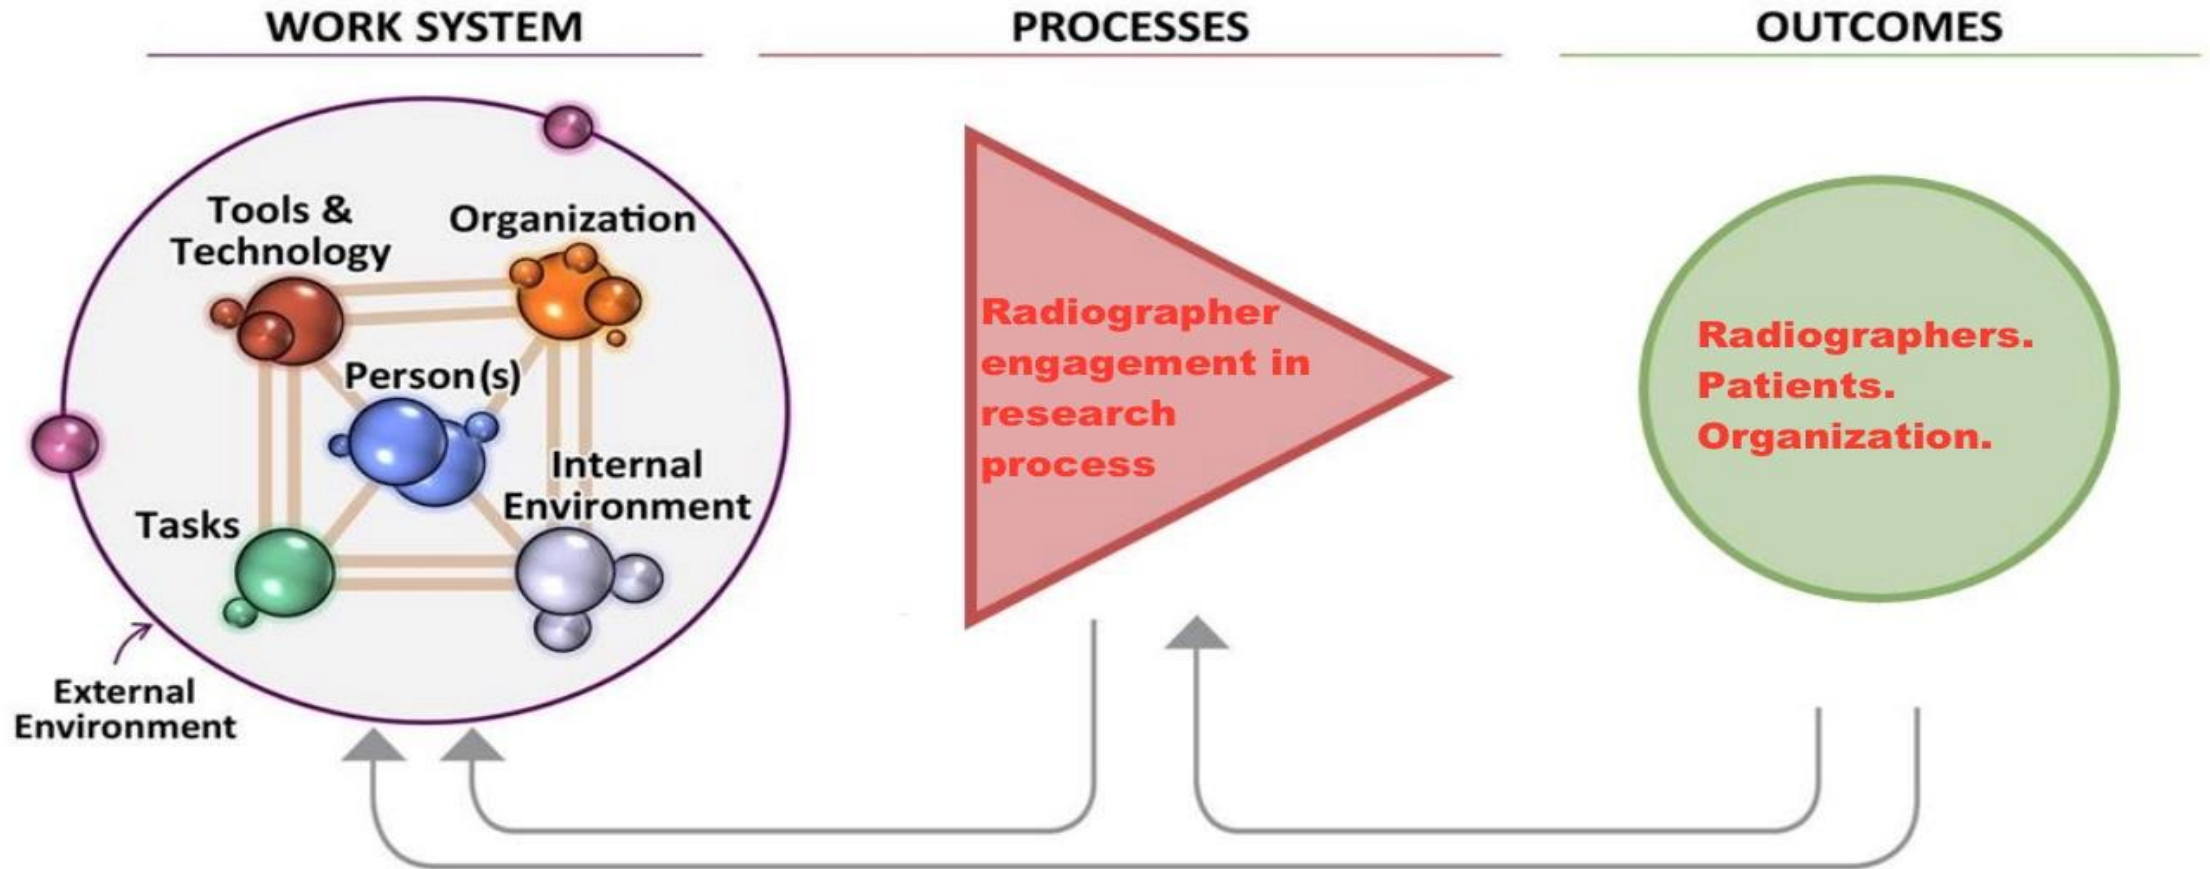 WORK SYSTEM
PROCESSES
OUTCOMES
Tools &
Technology
Organization
Person(s)
Internal
Environment
Tasks
External
Environment
Radiographer
engagement in
research
process
Radiographers.
Patients.
Organization.